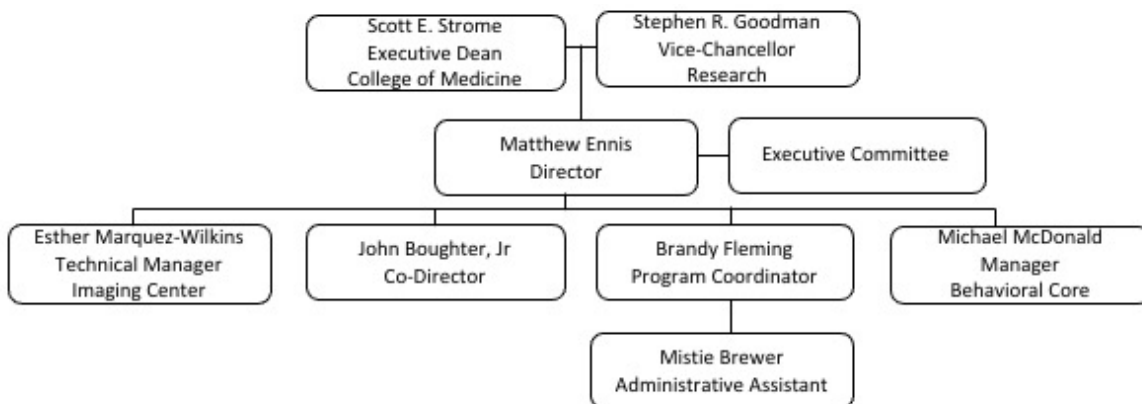 Scott E. Strome
Executive Dean
College of Medicine
Stephen R. Goodman
Vice-Chancellor
Research
Matthew Ennis
Director
Executive Committee
Esther Marquez-Wilkins
Technical Manager
Imaging Center
John Boughter, Jr
Co-Director
Brandy Fleming
Program Coordinator
Michael McDonald
Manager
Behavioral Core
Mistie Brewer
Administrative Assistant